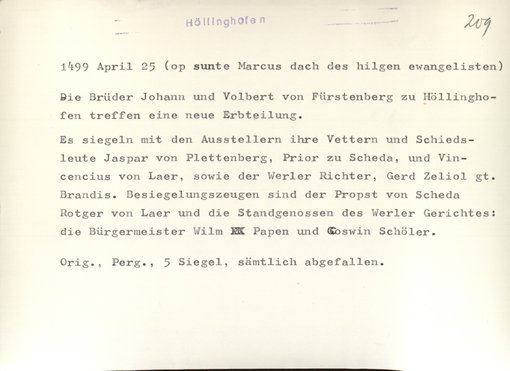 Höllinghofen
209
1499 April 25 (op sunte Marcus dach des hilgen ewangelisten)
Die Brüder Johann und Volbert von Fürstenberg zu Höllingho-
fen treffen eine neue Erbteilung.
Es siegeln mit den Ausstellern ihre Vettern und Schieds-
leute Jaspar von Plettenberg, Prior zu Scheda, und Vin-
cencius von Laer, sowie der Werler Richter, Gerd Zeliol gt.
Brandis. Besiegelungszeugen sind der Propst von Scheda
Rotger von Laer und die Standgenossen des Werler Gerichtes:
die Bürgermeister Wilm Papen und Goswin Schöler.
Orig., Perg., 5 Siegel, sämtlich abgefallen.